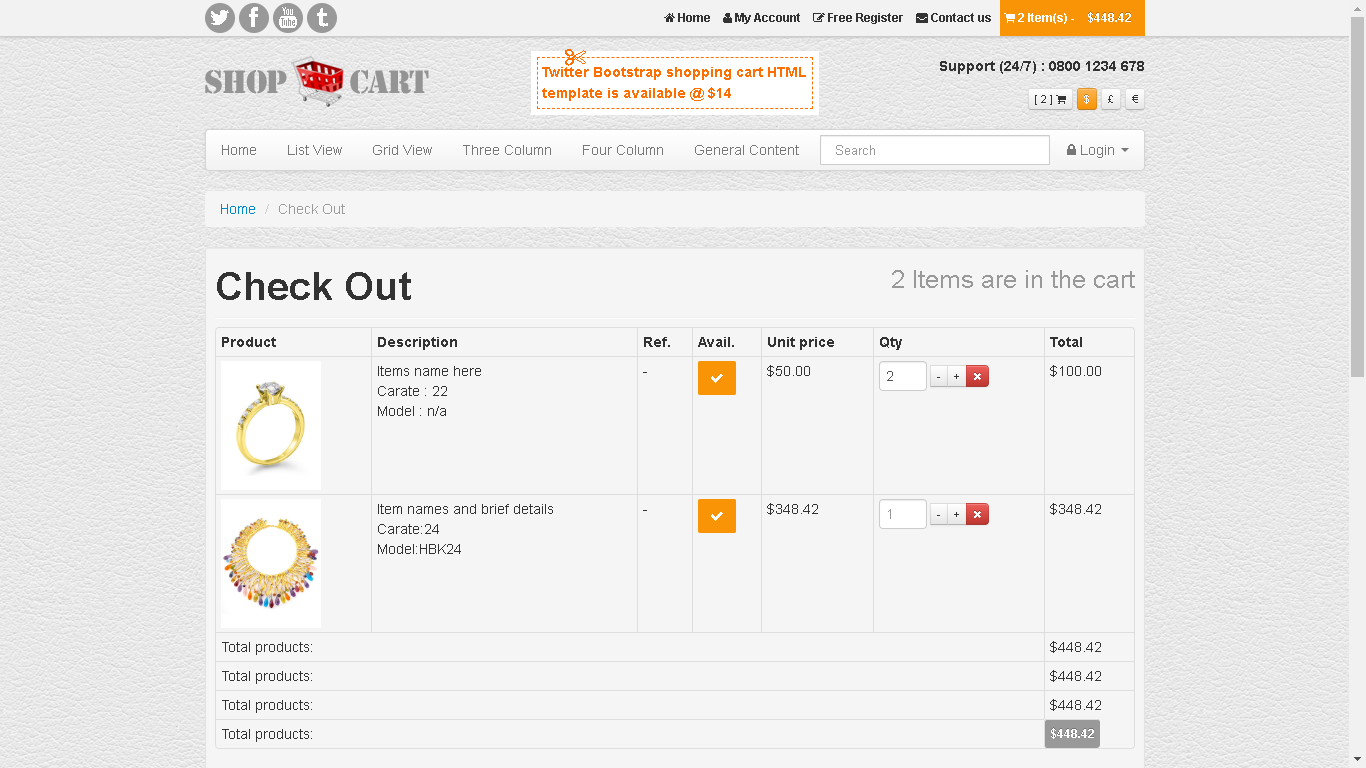 You
Tube
Home
My Account
Free Register
Contact us
2 Item(s) - $448.42
SHOP CART
Twitter Bootstrap shopping cart HTML
template is available @ $14
Support (24/7) : 0800 1234 678
[ 2 ]
$
£
€
Home
List View
Grid View
Three Column
Four Column
General Content
Search
Login
Home / Check Out
Check Out
2 Items are in the cart
Product Description Ref. Avail. Unit price Qty Total
Items name here - $50.00 2 - + $100.00
Carate : 22
Model : n/a
Item names and brief details - $348.42 1 - + $348.42
Carate:24
Model:HBK24
Total products: $448.42
Total products: $448.42
Total products: $448.42
Total products: $448.42